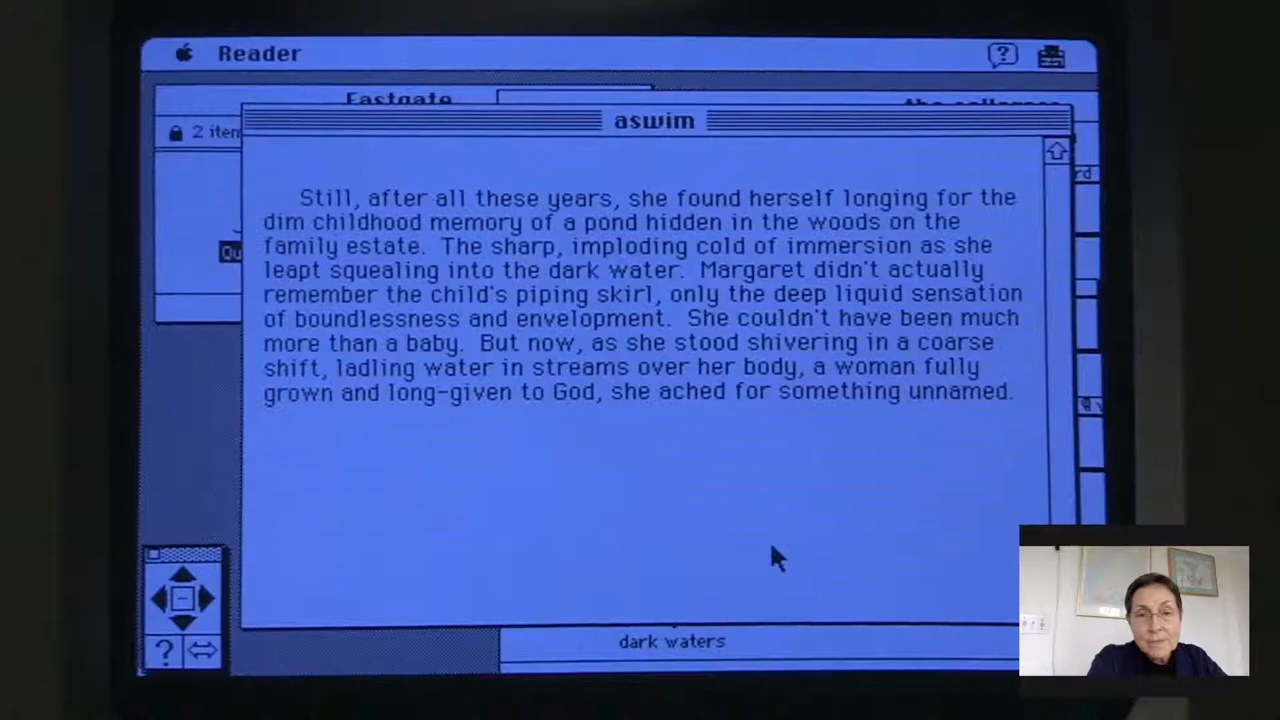 Reader
Eastgate
2 item
aswim
Still, after all these years, she found herself longing for the
dim childhood memory of a pond hidden in the woods on the
family estate. The sharp, imploding cold of immersion as she
leapt squealing into the dark water. Margaret didn't actually
remember the child's piping skirl, only the deep liquid sensation
of boundlessness and envelopment. She couldn't have been much
more than a baby. But now, as she stood shivering in a coarse
shift, ladling water in streams over her body, a woman fully
grown and long-given to God, she ached for something unnamed.
dark waters